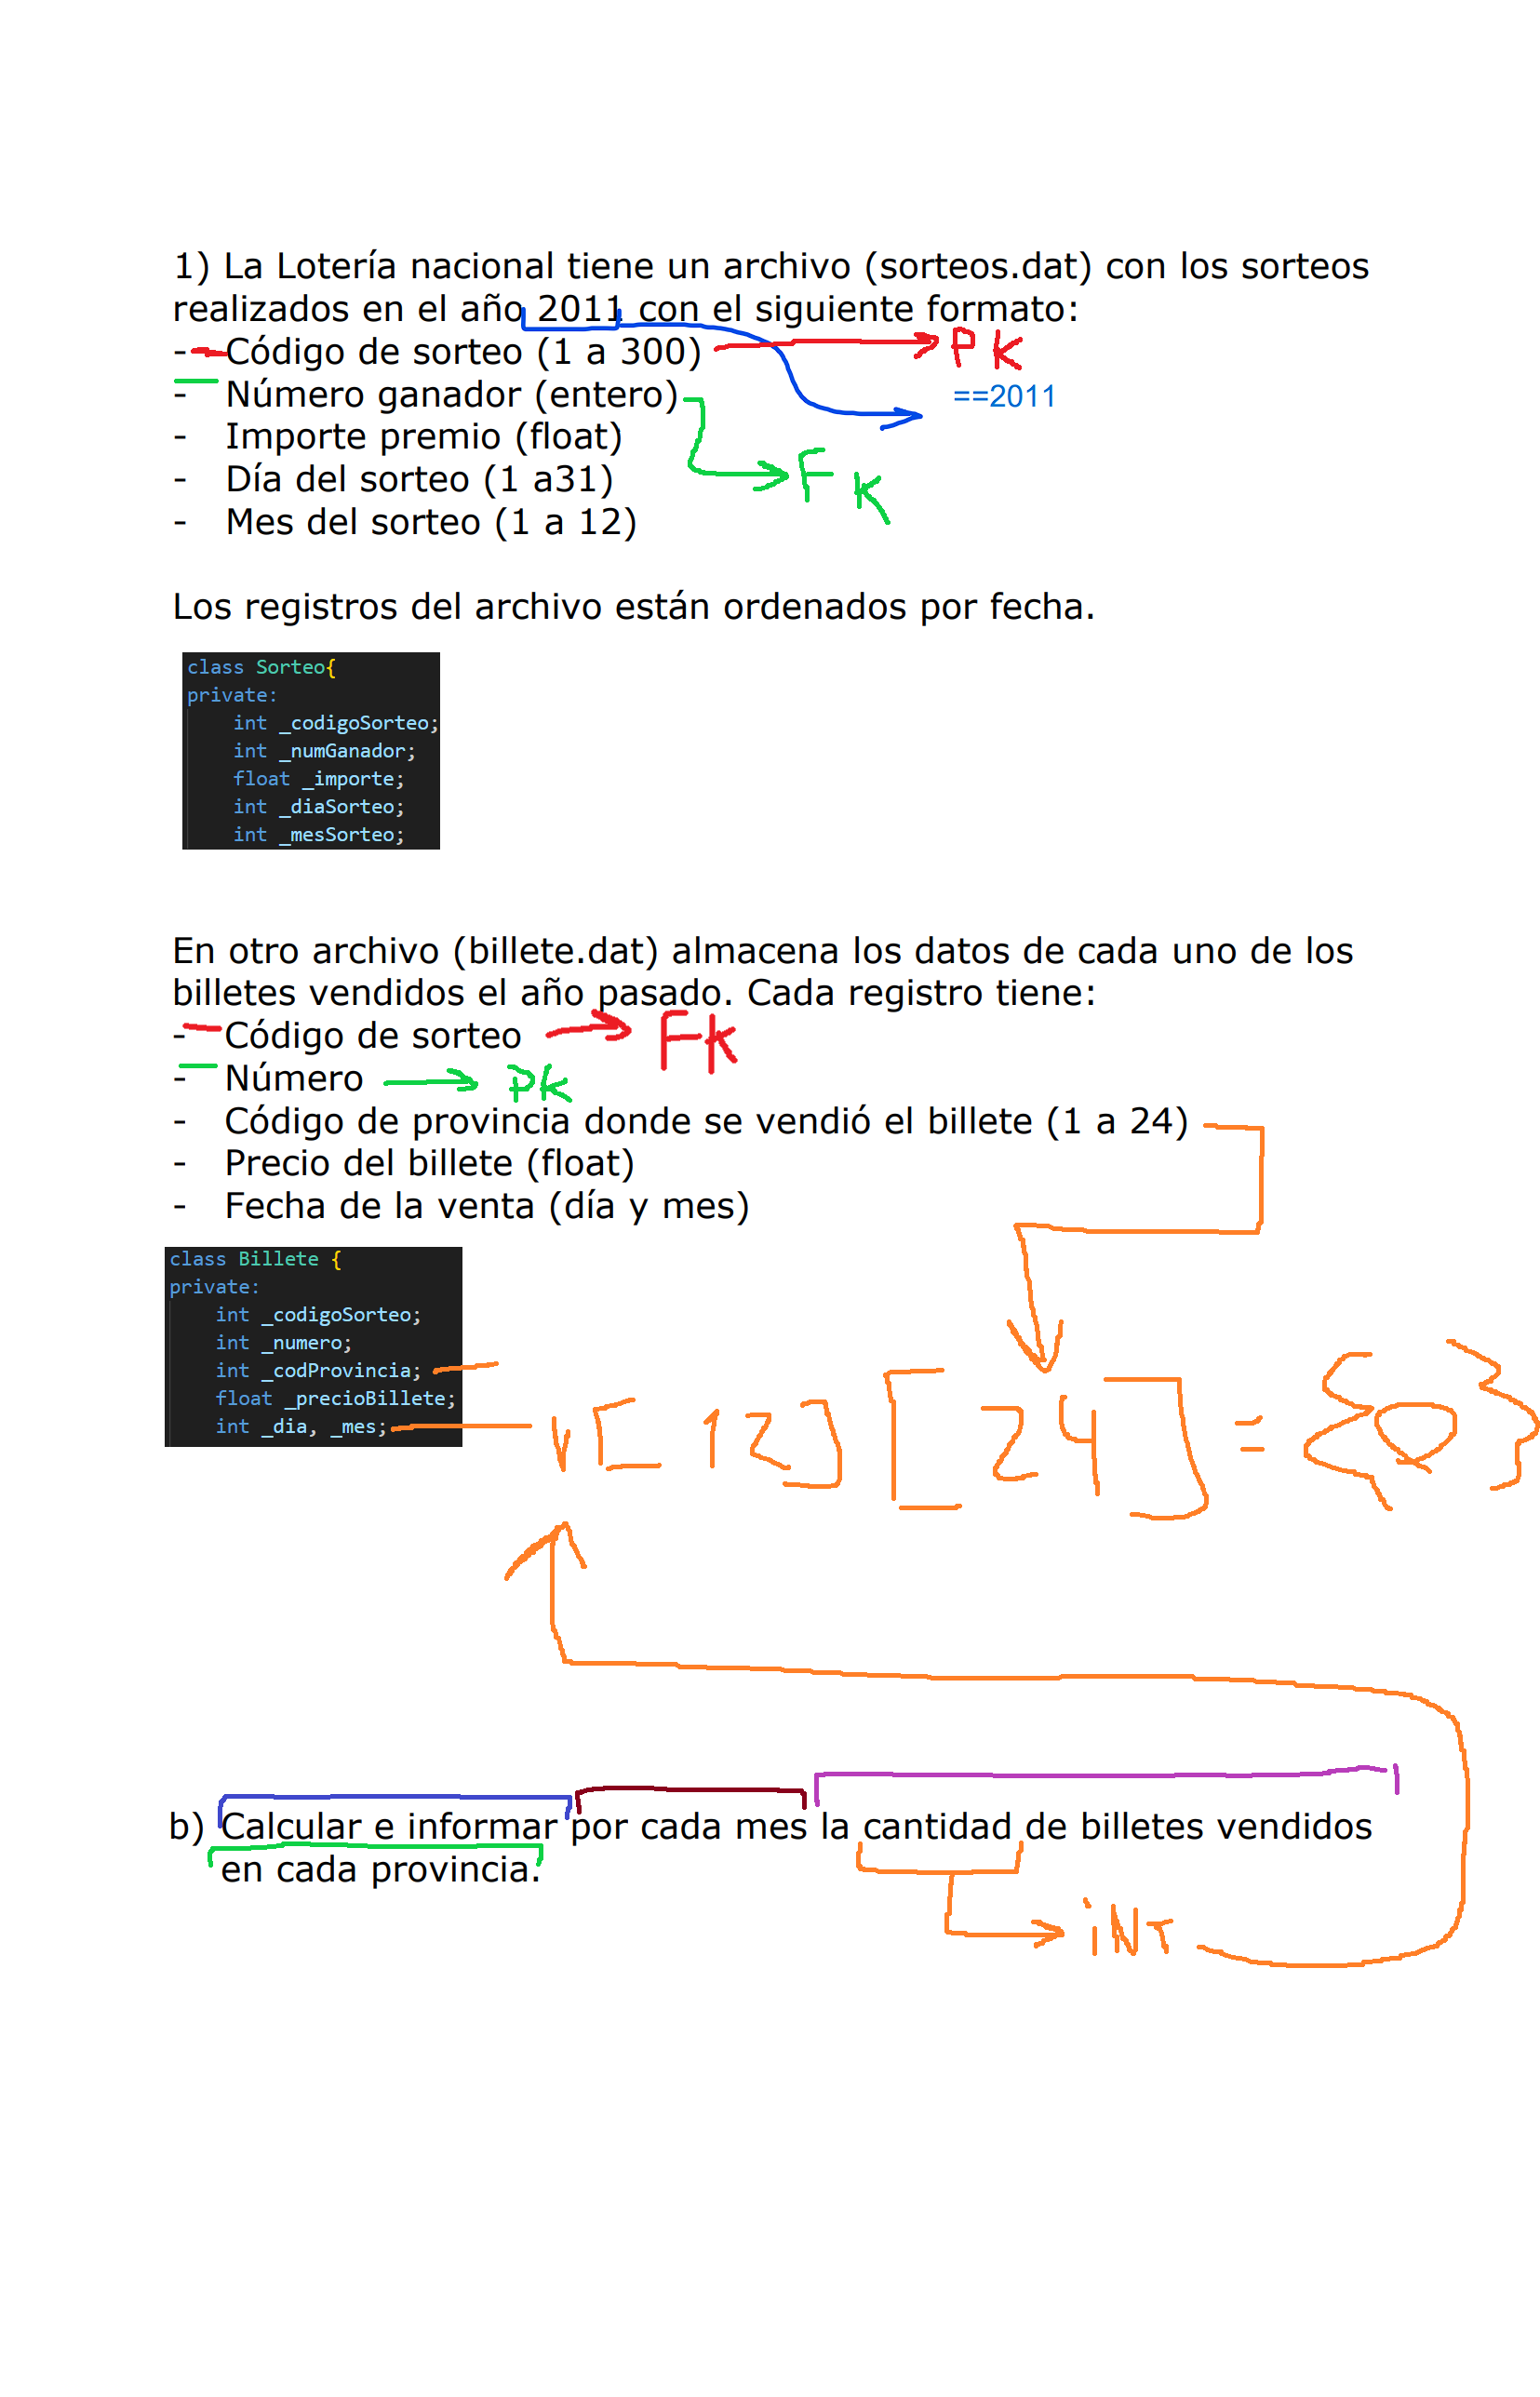 1) La Lotería nacional tiene un archivo (sorteos.dat) con los sorteos
realizados en el año 2011 con el siguiente formato:
- Código de sorteo (1 a 300) PK
- Número ganador (entero) ==2011
- Importe premio (float) FK
- Día del sorteo (1 a31)
- Mes del sorteo (1 a 12)
Los registros del archivo están ordenados por fecha.
class Sorteo{
private:
int _codigoSorteo;
int _numGanador;
float _importe;
int _diaSorteo;
int _mesSorteo;
En otro archivo (billete.dat) almacena los datos de cada uno de los
billetes vendidos el año pasado. Cada registro tiene:
- Código de sorteo FK
- Número PK
- Código de provincia donde se vendió el billete (1 a 24)
- Precio del billete (float)
- Fecha de la venta (día y mes)
class Billete {
private:
int _codigoSorteo;
int _numero;
int _codProvincia;
float _precioBillete;
int _dia, _mes;
v[12][24]={0}
b) Calcular e informar por cada mes la cantidad de billetes vendidos
en cada provincia.
iNT